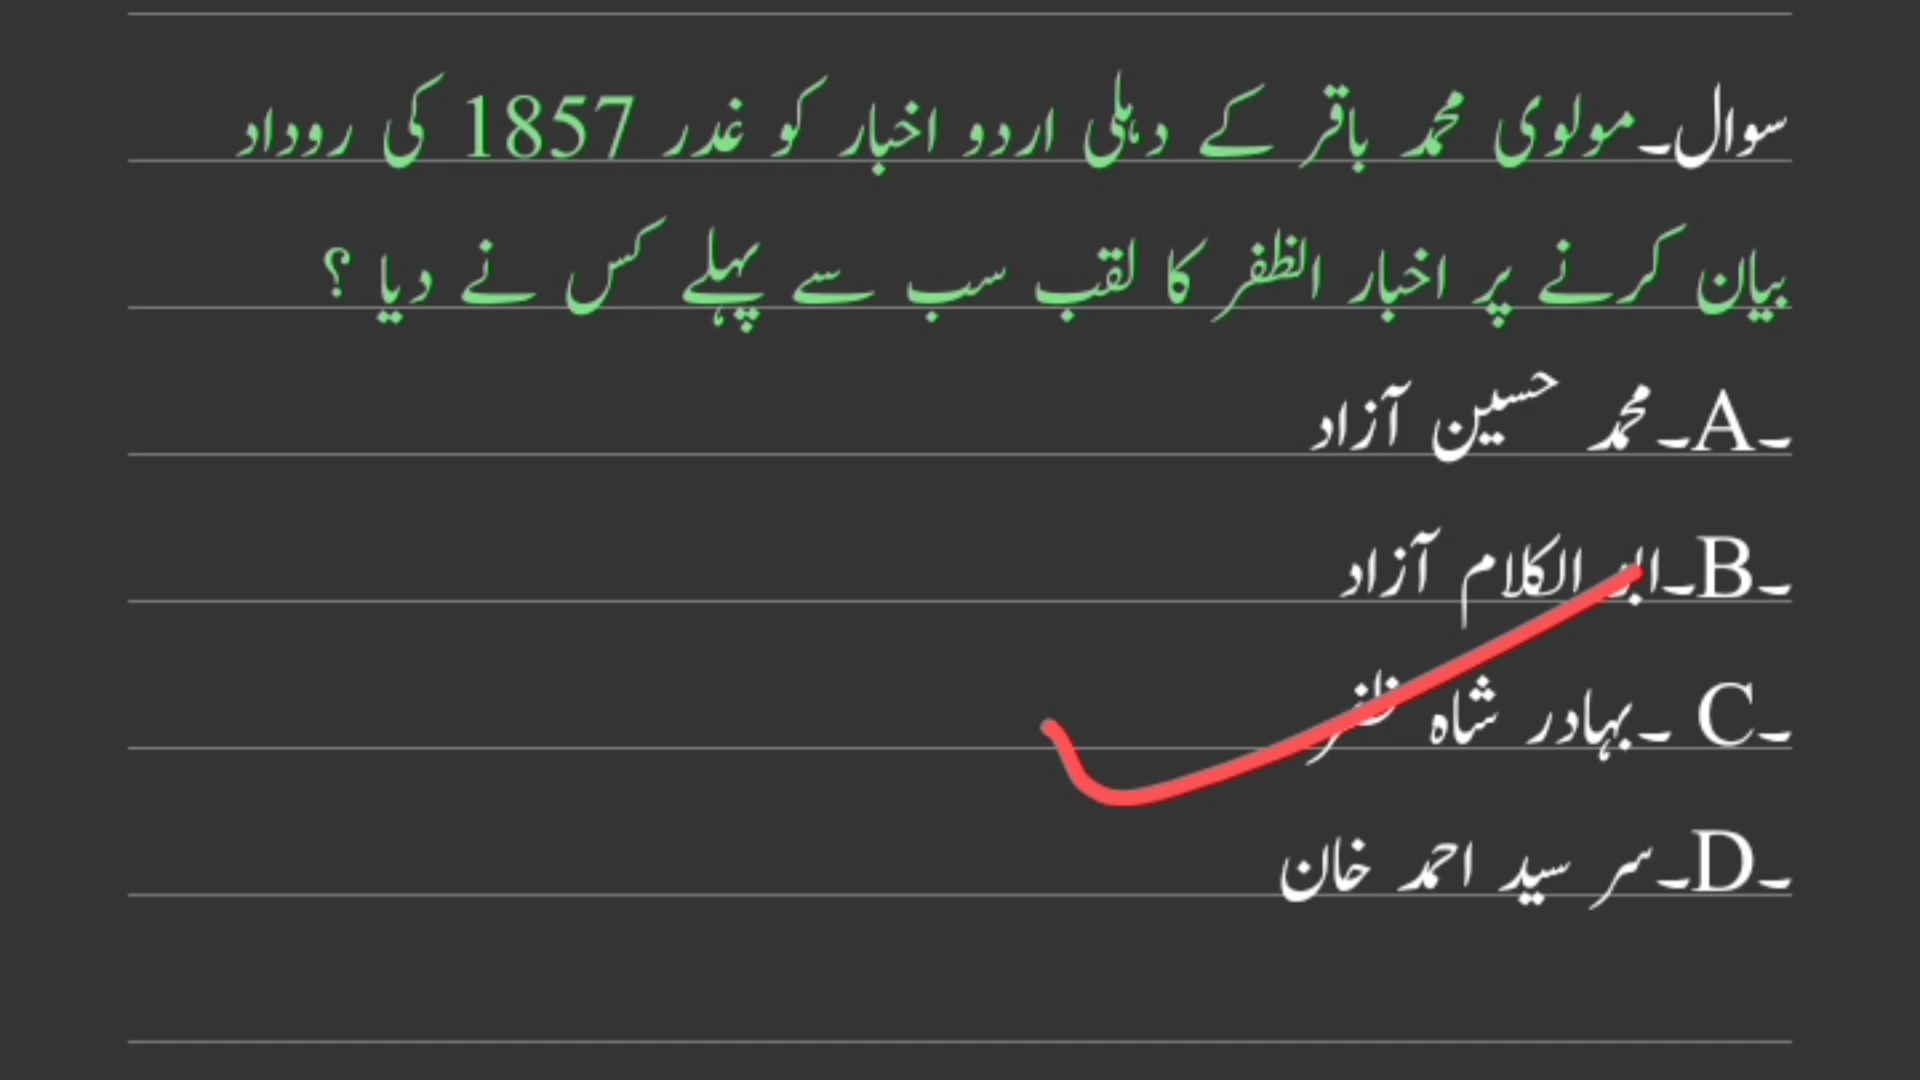 سوال۔مولوی محمد باقر کے دہلی اردو اخبار کو غدر 1857 کی روداد
بیان کرنے پر اخبار الظفر کا لقب سب سے پہلے کس نے دیا ؟
۔A۔محمد حسین آزاد
۔B۔ابو الکلام آزاد
۔C ۔بہادر شاہ ظفر
۔D۔سر سید احمد خان